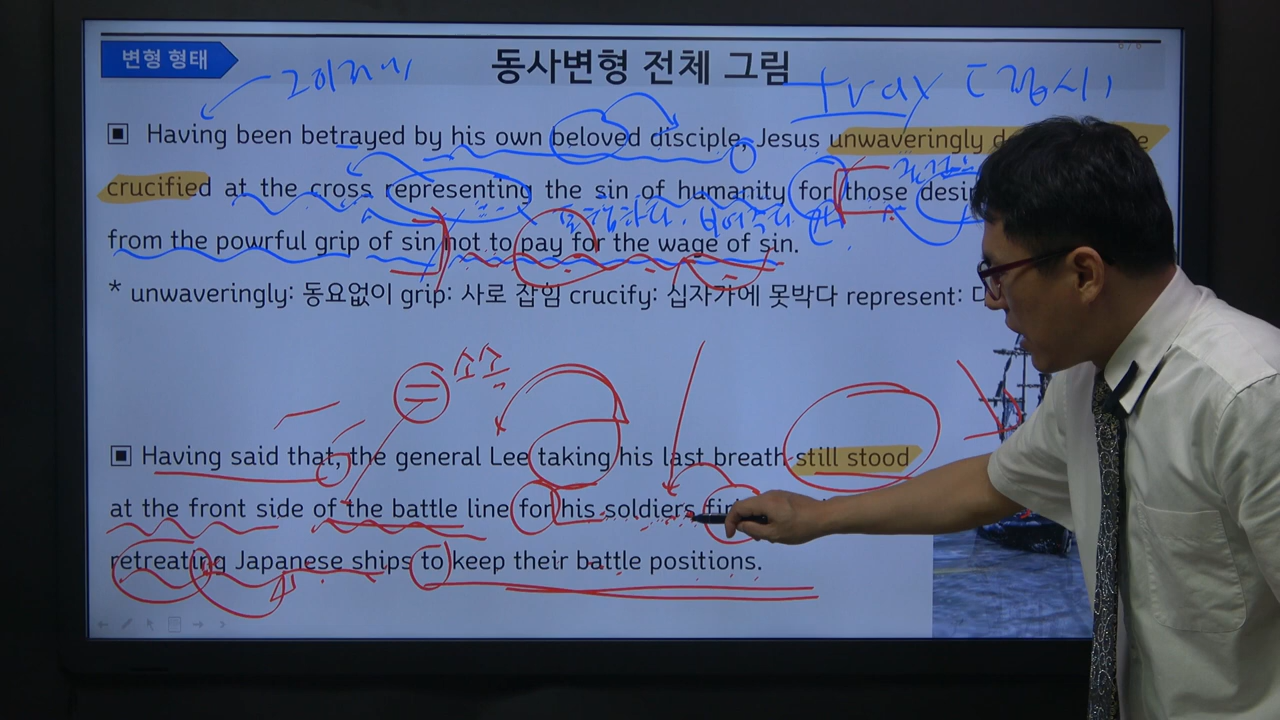 6 / 6
변형 형태
동사변형 전체 그림
■ Having been betrayed by his own beloved disciple, Jesus unwaveringly
crucified at the cross representing the sin of humanity for those
from the powrful grip of sin not to pay for the wage of sin.
* unwaveringly: 동요없이 grip: 사로 잡임 crucify: 십자가에 못박다 represent:
소속
■ Having said that, the general Lee taking his last breath still stood
at the front side of the battle line for his soldiers
retreating Japanese ships to keep their battle positions.